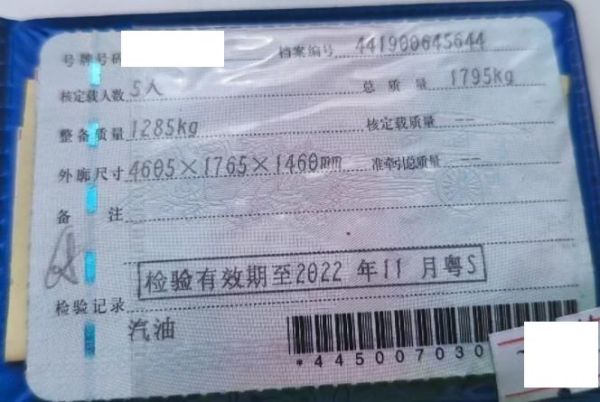 号牌号码 档案编号 441900645644
核定载人数 5人 总质量 1795kg
整备质量 1285kg 核定载质量 --
外廓尺寸 4605×1765×1460mm 准牵引总质量 --
备注
检验有效期至2022 年11 月粤S
检验记录
汽油
*445007030